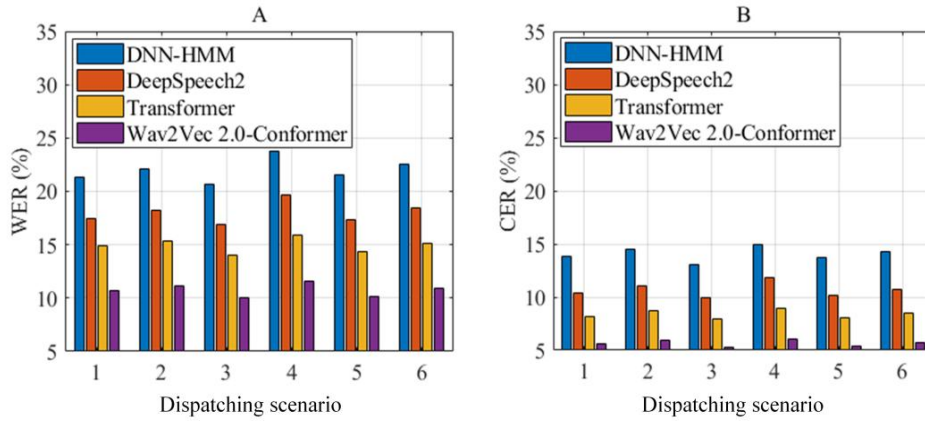 A
35
30
25
20
15
10
5
WER (%)
DNN-HMM
DeepSpeech2
Transformer
Wav2Vec 2.0-Conformer
1 2 3 4 5 6
Dispatching scenario
B
35
30
25
20
15
10
5
CER (%)
DNN-HMM
DeepSpeech2
Transformer
Wav2Vec 2.0-Conformer
1 2 3 4 5 6
Dispatching scenario